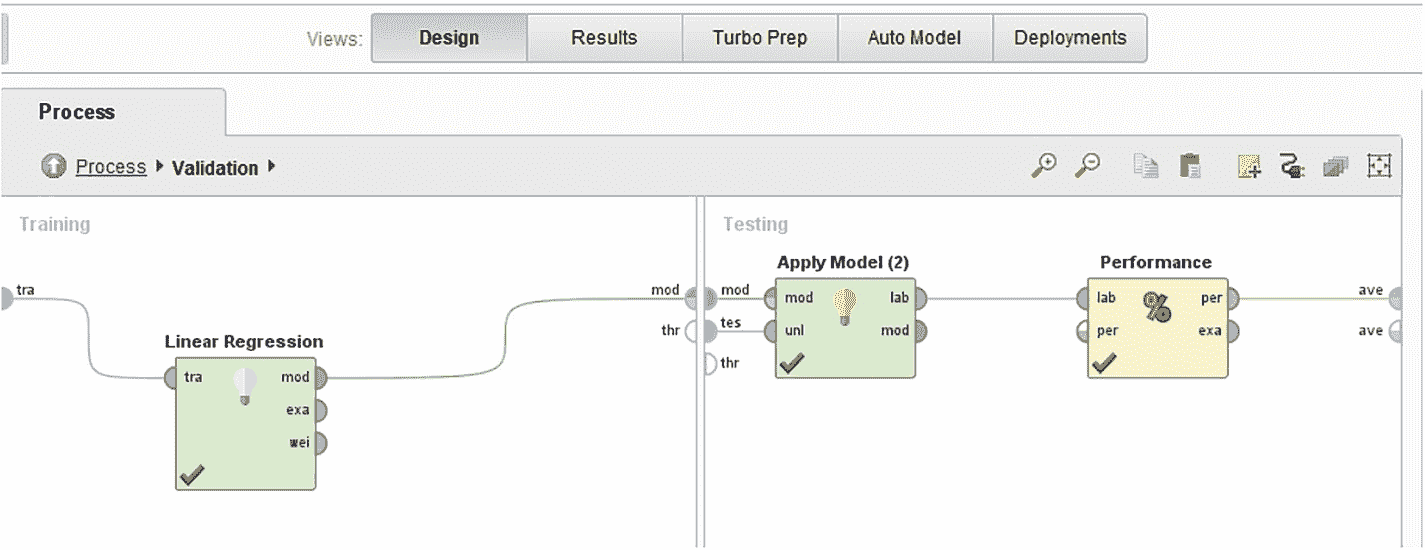 Views: Design Results Turbo Prep Auto Model Deployments
Process
Process Validation
Training
Testing
tra
Linear Regression
tra mod
exa
wei
mod
thr
mod
tes
thr
Apply Model (2)
mod lab
unl mod
Performance
lab per
per exa
ave
ave